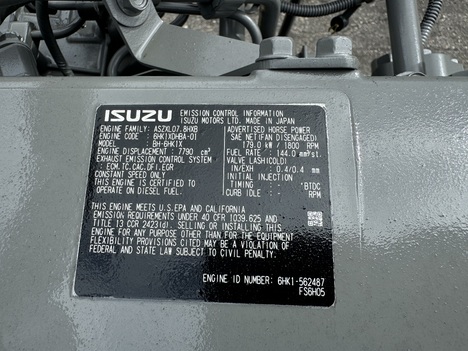 ISUZU EMISSION CONTROL INFORMATION
ISUZU MOTORS LTD. MADE IN JAPAN
ENGINE FAMILY : ASZXL07.8HXB
ENGINE CODE : 6HK1XDHBA-01
MODEL : BH-6HK1X
ENGINE DISPLACEMENT : 7790 cm³
EXHAUST EMISSION CONTROL SYSTEM
: ECM,TC,CAC,DFI,EGR
CONSTANT SPEED ONLY
THIS ENGINE IS CERTIFIED TO
OPERATE ON DIESEL FUEL.
ADVERTISED HORSE POWER
SAE NET(FAN DISENGAGED)
179.0 kW / 1800 RPM
FUEL RATE : 144.0 mm³st.
VALVE LASH(COLD)
IN/EXH : 0.4/0.4 mm
INITIAL
TIMING : - °BTDC
CURB IDLE : - RPM
THIS ENGINE MEETS U.S.EPA AND CALIFORNIA
EMISSION REQUIREMENTS UNDER 40 CFR 1039.625 AND
TITLE 13 CCR 2423(d). SELLING OR INSTALLING THIS
ENGINE FOR ANY PURPOSE OTHER THAN FOR THE EQUIPMENT
FLEXIBILITY PROVISIONS CITED MAY BE A VIOLATION OF
FEDERAL AND STATE LAW SUBJECT TO CIVIL PENALTY.
ENGINE ID NUMBER : 6HK1-562487
FS6H05